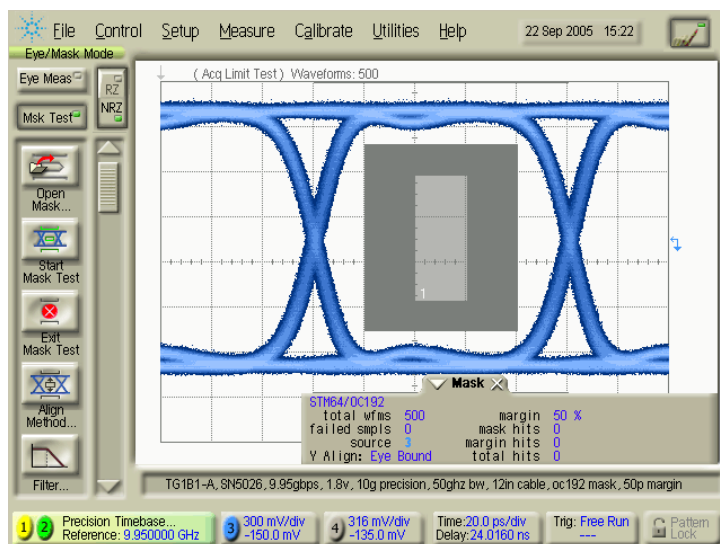 File Control Setup Measure Calibrate Utilities Help 22 Sep 2005 15:22
Eye/Mask Mode
Eye Meas
RZ
NRZ
Msk Test
( Acq Limit Test ) Waveforms: 500
Open
Mask...
Start
Mask Test
Exit
Mask Test
Align
Method...
Filter...
1
Mask
STM64/OC192
total wfms 500 margin 50 %
failed smpls 0 mask hits 0
source 3 margin hits 0
Y Align: Eye Bound total hits 0
TG1B1-A, SN5026, 9.95gbps, 1.8v, 10g precision, 50ghz bw, 12in cable, oc192 mask, 50p margin
1 2 Precision Timebase... 3 300 mV/div 4 316 mV/div Time:20.0 ps/div Trig: Free Run Pattern
Reference: 9.950000 GHz -150.0 mV -135.0 mV Delay:24.0160 ns --- Lock